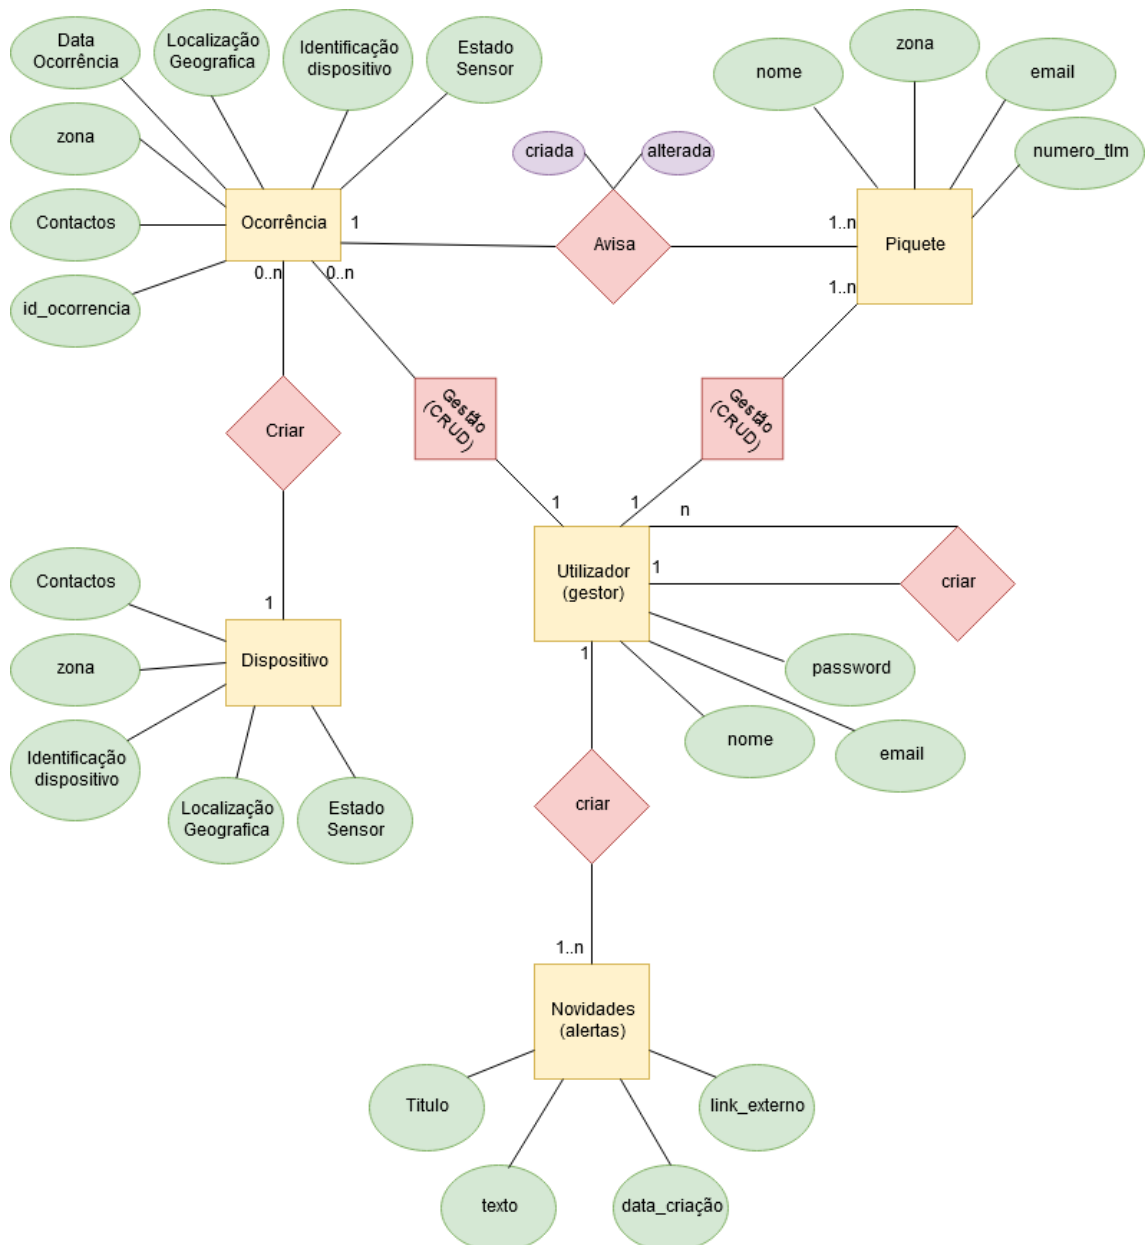 Data
Ocorrência
Localização
Geografica
Identificação
dispositivo
Estado
Sensor
zona
nome
email
zona
criada
alterada
numero_tlm
Contactos
Ocorrência
1
Avisa
1..n
Piquete
0..n
0..n
1..n
id_ocorrencia
Criar
Gestão
(CRUD)
Gestão
(CRUD)
1
1
n
Utilizador
(gestor)
1
criar
Contactos
1
1
zona
Dispositivo
password
Identificação
dispositivo
nome
email
Localização
Geografica
Estado
Sensor
criar
1..n
Novidades
(alertas)
Titulo
link_externo
texto
data_criação